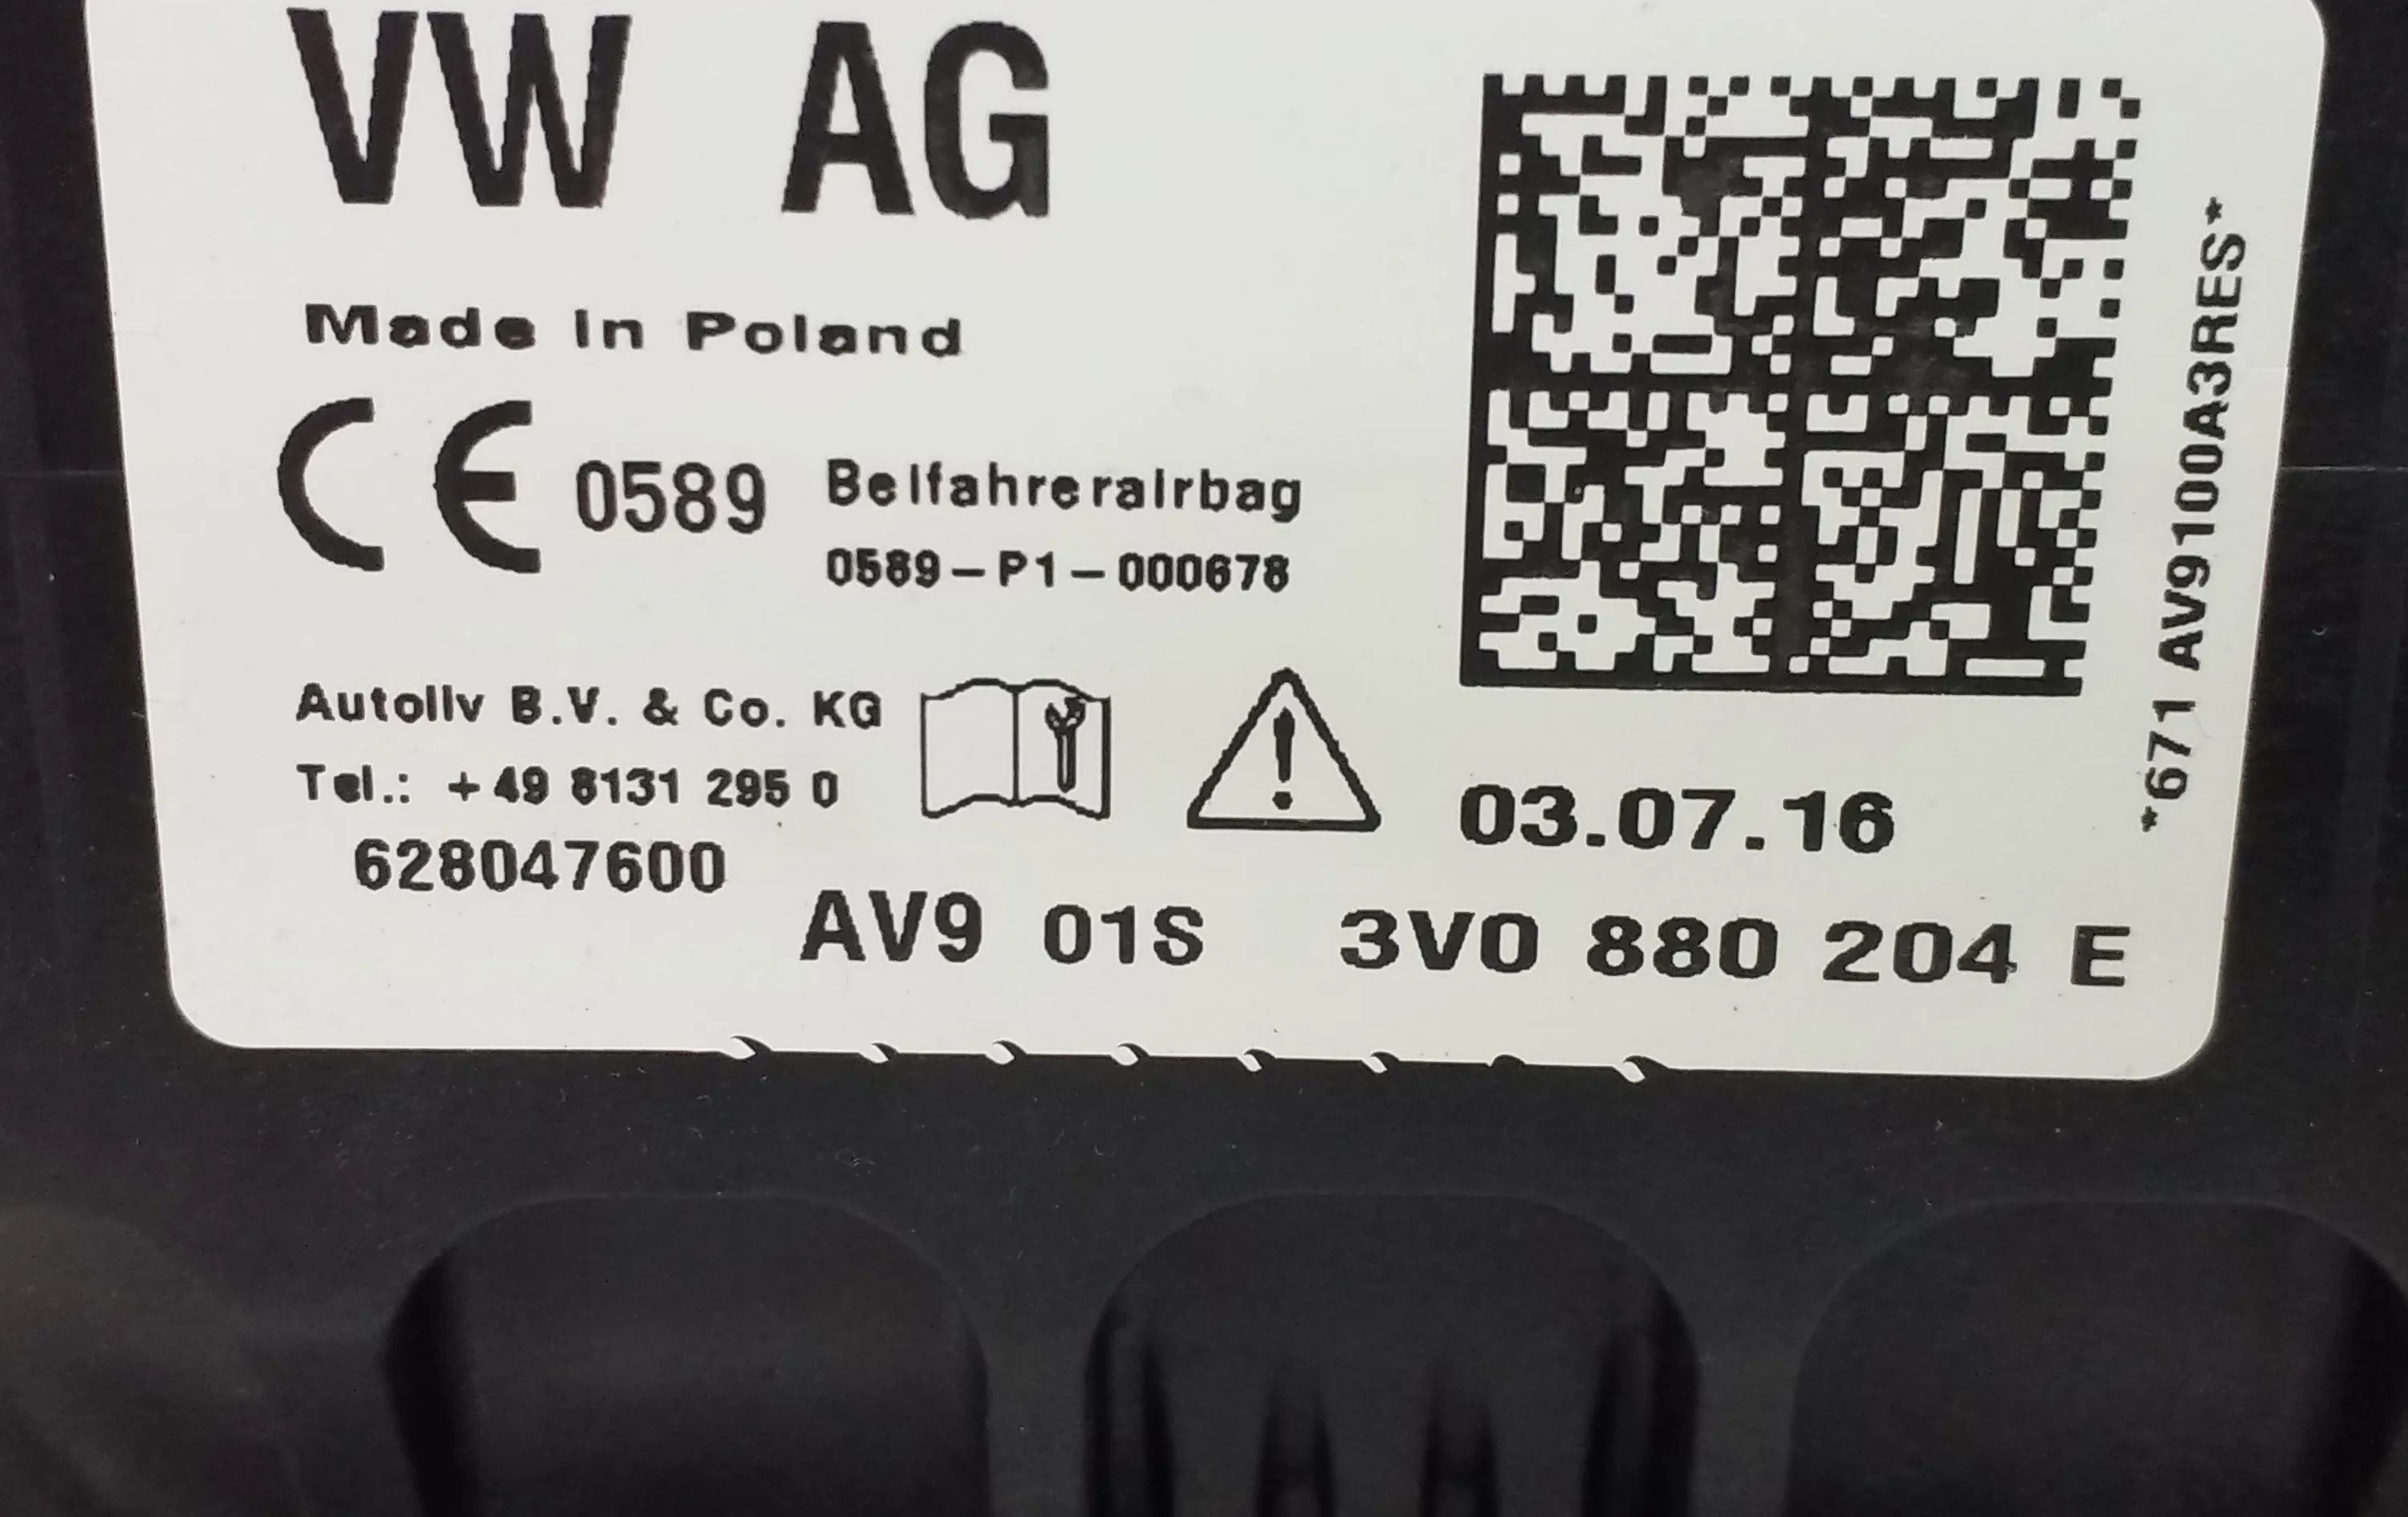 VW AG
Made in Poland
CE 0589 Beifahrerairbag
0589-P1-000678
Autoliv B.V. & Co. KG
Tel.: +49 8131 295 0
628047600
03.07.16
AV9 01S 3V0 880 204 E
*671 AV9100A3RES*